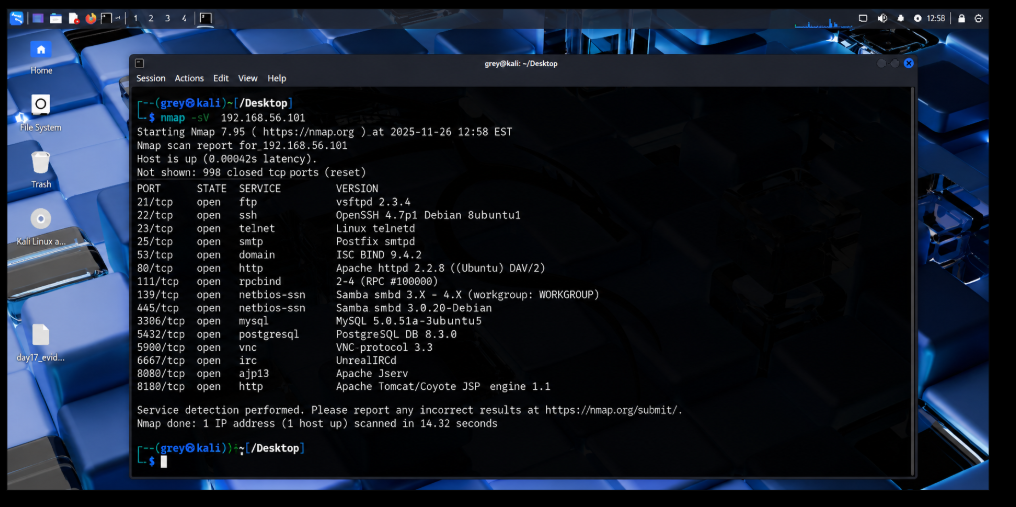 1 2 3 4
12:58
Home
File System
Trash
Kali Linux a...
day17_evid...
grey@kali: ~/Desktop
Session Actions Edit View Help
┌--(grey㉿kali)~[/Desktop]
└-$ nmap -sV 192.168.56.101
Starting Nmap 7.95 ( https://nmap.org ) at 2025-11-26 12:58 EST
Nmap scan report for 192.168.56.101
Host is up (0.00042s latency).
Not shown: 998 closed tcp ports (reset)
PORT STATE SERVICE VERSION
21/tcp open ftp vsftpd 2.3.4
22/tcp open ssh OpenSSH 4.7p1 Debian 8ubuntu1
23/tcp open telnet Linux telnetd
25/tcp open smtp Postfix smtpd
53/tcp open domain ISC BIND 9.4.2
80/tcp open http Apache httpd 2.2.8 ((Ubuntu) DAV/2)
111/tcp open rpcbind 2-4 (RPC #100000)
139/tcp open netbios-ssn Samba smbd 3.X - 4.X (workgroup: WORKGROUP)
445/tcp open netbios-ssn Samba smbd 3.0.20-Debian
3306/tcp open mysql MySQL 5.0.51a-3ubuntu5
5432/tcp open postgresql PostgreSQL DB 8.3.0
5900/tcp open vnc VNC protocol 3.3
6667/tcp open irc UnrealIRCd
8080/tcp open ajp13 Apache Jserv
8180/tcp open http Apache Tomcat/Coyote JSP engine 1.1
Service detection performed. Please report any incorrect results at https://nmap.org/submit/.
Nmap done: 1 IP address (1 host up) scanned in 14.32 seconds
┌--(grey㉿kali))÷~[/Desktop]
└-$